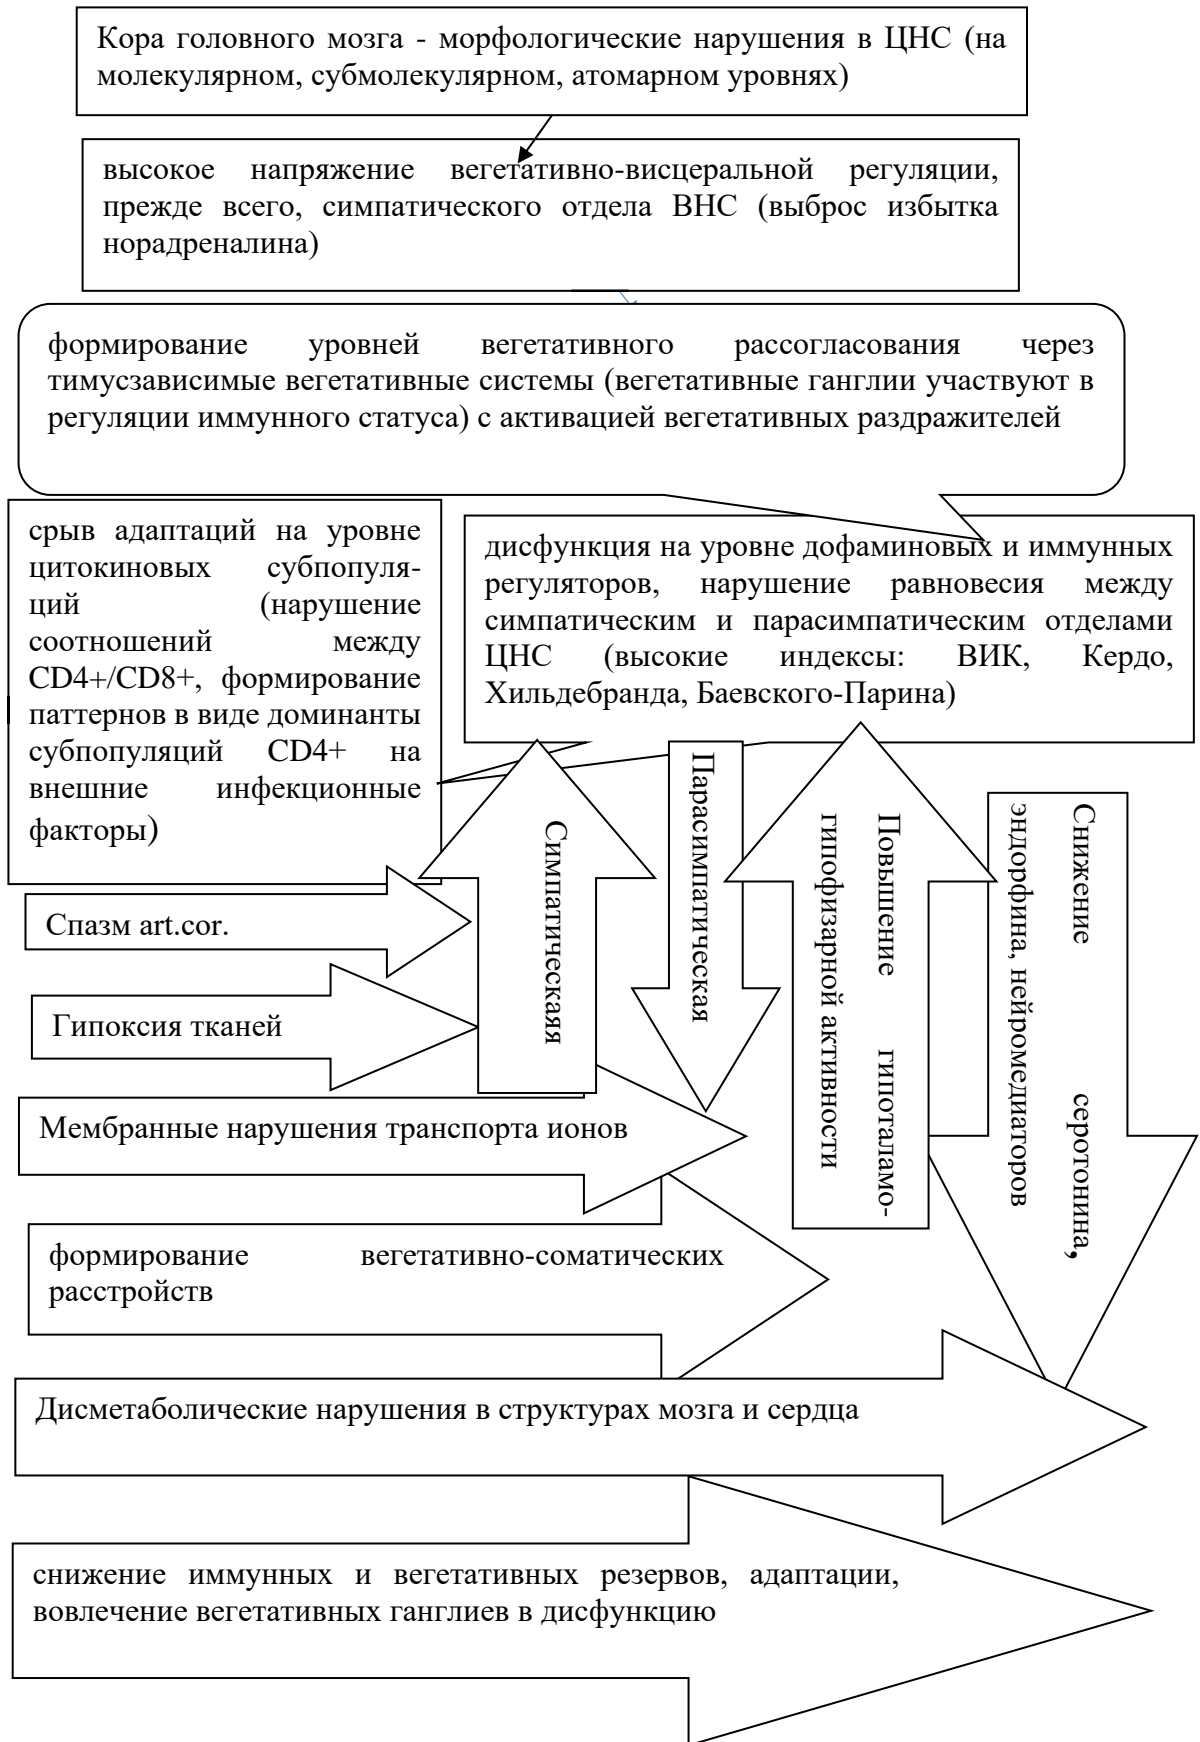 Кора головного мозга - морфологические нарушения в ЦНС (на
молекулярном, субмолекулярном, атомарном уровнях)
высокое напряжение вегетативно-висцеральной регуляции,
прежде всего, симпатического отдела ВНС (выброс избытка
норадреналина)
формирование уровней вегетативного рассогласования через
тимусзависимые вегетативные системы (вегетативные ганглии участвуют в
регуляции иммунного статуса) с активацией вегетативных раздражителей
срыв адаптаций на уровне
цитокиновых субпопуля-
ций (нарушение
соотношений между
CD4+/CD8+, формирование
паттернов в виде доминанты
субпопуляций CD4+ на
внешние инфекционные
факторы)
дисфункция на уровне дофаминовых и иммунных
регуляторов, нарушение равновесия между
симпатическим и парасимпатическим отделами
ЦНС (высокие индексы: ВИК, Кердо,
Хильдебранда, Баевского-Парина)
Симпатическаяя
Парасимпатическая
Повышение гипоталамо-
гипофизарной активности
Снижение серотонина,
эндорфина, нейромедиаторов
Спазм art.cor.
Гипоксия тканей
Мембранные нарушения транспорта ионов
формирование вегетативно-соматических
расстройств
Дисметаболические нарушения в структурах мозга и сердца
снижение иммунных и вегетативных резервов, адаптации,
вовлечение вегетативных ганглиев в дисфункцию